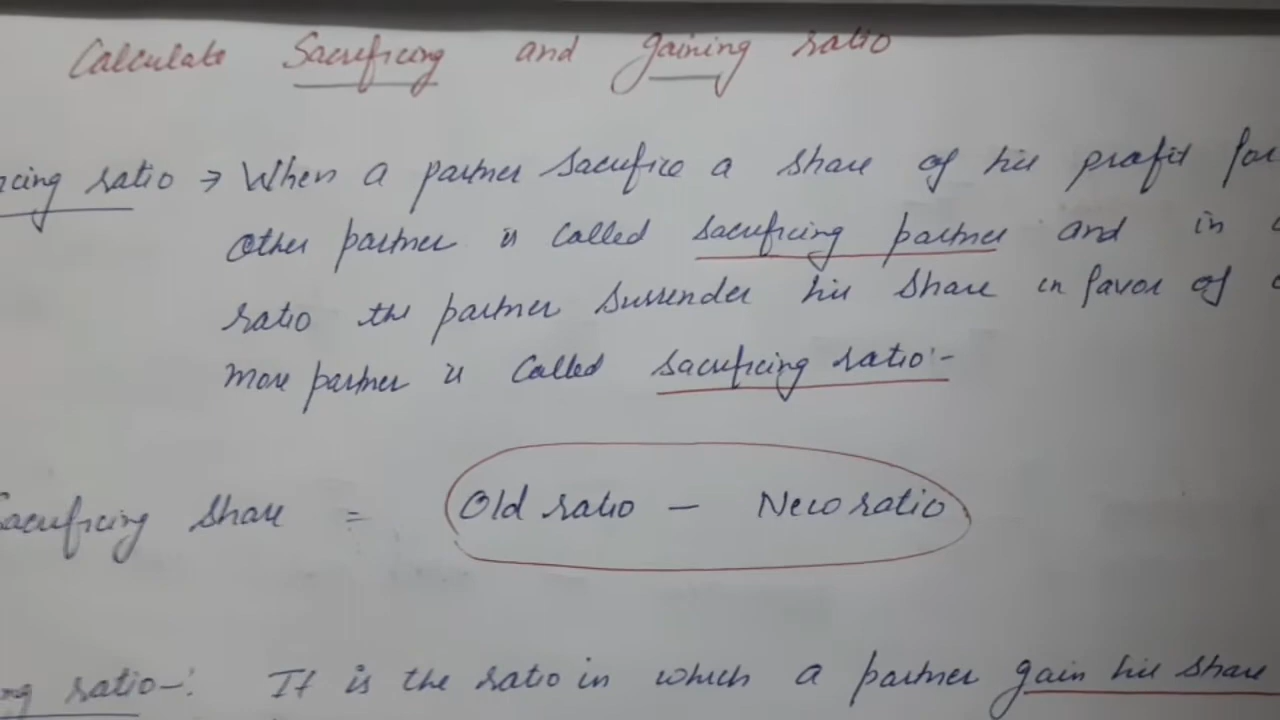 Calculate Sacrificing and gaining ratio
cing ratio → When a partner Sacrifice a share of his profit for
other partner is called sacrificing partner and in
ratio the partner surrender his share in favor of
more partner is called sacrificing ratio:-
Sacrificing share = Old ratio - New ratio
ng ratio-: It is the ratio in which a partner gain his share